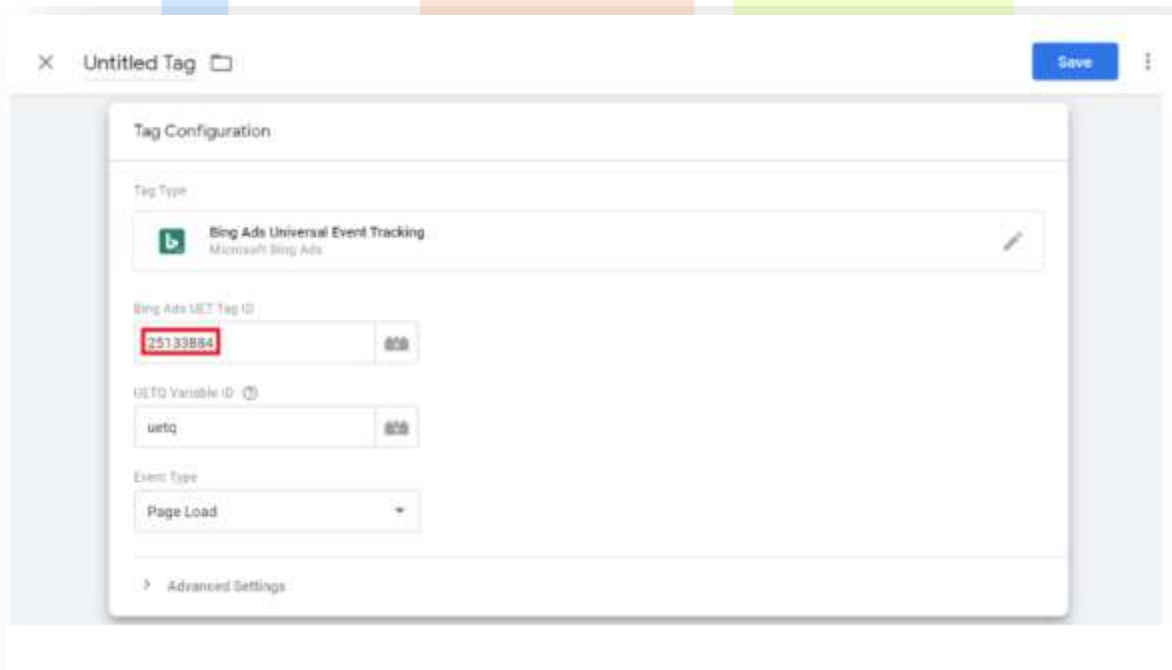 Untitled Tag
Save
Tag Configuration
Tag Type
Bing Ads Universal Event Tracking
Microsoft Bing Ads
Bing Ads UET Tag ID
25133884
UETQ Variable ID
uetq
Event Type
Page Load
Advanced Settings